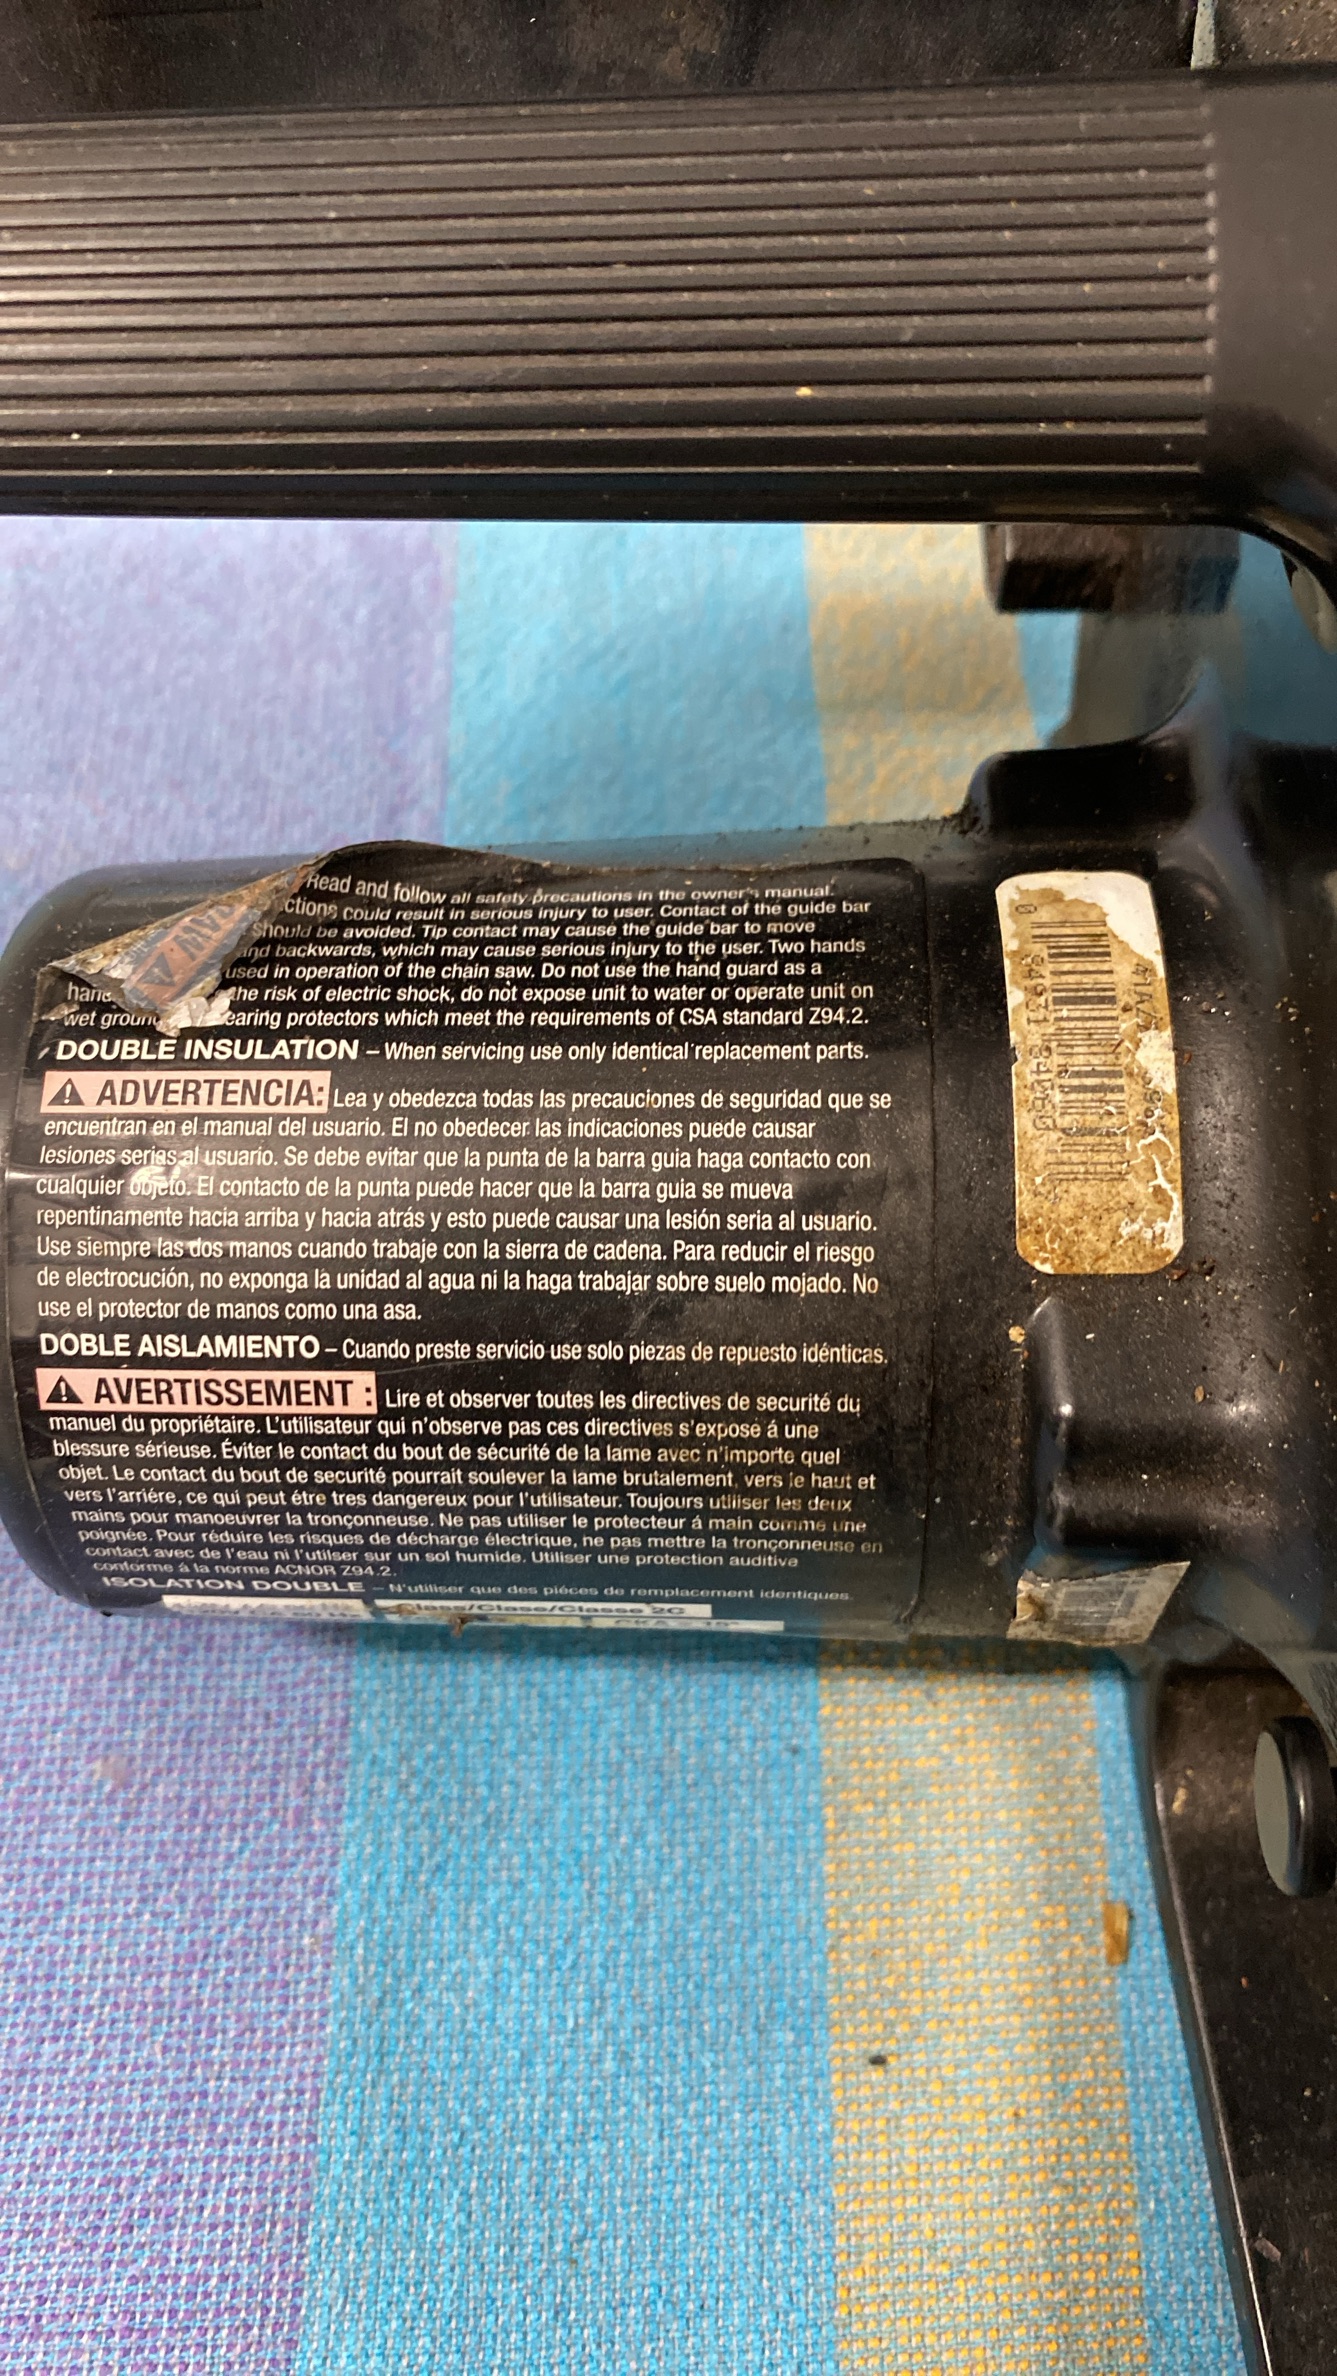 Read and follow all safety precautions in the owner's manual.
ctions could result in serious injury to user. Contact of the guide bar
should be avoided. Tip contact may cause the guide bar to move
and backwards, which may cause serious injury to the user. Two hands
used in operation of the chain saw. Do not use the hand guard as a
the risk of electric shock, do not expose unit to water or operate unit on
wet earing protectors which meet the requirements of CSA standard Z94.2.
DOUBLE INSULATION – When servicing use only identical replacement parts.
⚠ ADVERTENCIA: Lea y obedezca todas las precauciones de seguridad que se
encuentran en el manual del usuario. El no obedecer las indicaciones puede causar
lesiones serias al usuario. Se debe evitar que la punta de la barra guia haga contacto con
cualquier objeto. El contacto de la punta puede hacer que la barra guia se mueva
repentinamente hacia arriba y hacia atrás y esto puede causar una lesión seria al usuario.
Use siempre las dos manos cuando trabaje con la sierra de cadena. Para reducir el riesgo
de electrocución, no exponga la unidad al agua ni la haga trabajar sobre suelo mojado. No
use el protector de manos como una asa.
DOBLE AISLAMIENTO – Cuando preste servicio use solo piezas de repuesto idénticas.
⚠ AVERTISSEMENT : Lire et observer toutes les directives de securité du
manuel du propriétaire. L'utilisateur qui n'observe pas ces directives s'expose á une
blessure sérieuse. Éviter le contact du bout de sécurité de la lame avec n'importe quel
objet. Le contact du bout de securité pourrait soulever la lame brutalement, vers le haut et
vers l'arriére, ce qui peut étre tres dangereux pour l'utilisateur. Toujours utiliser les deux
mains pour manoeuvrer la tronçonneuse. Ne pas utiliser le protecteur á main comme une
poignée. Pour réduire les risques de décharge électrique, ne pas mettre la tronçonneuse en
contact avec de l'eau ni l'utilser sur un sol humide. Utiliser une protection auditive
conforme á la norme ACNOR Z94.2.
ISOLATION DOUBLE – N'utiliser que des piéces de remplacement identiques.
Class/Clase/Classe 2C